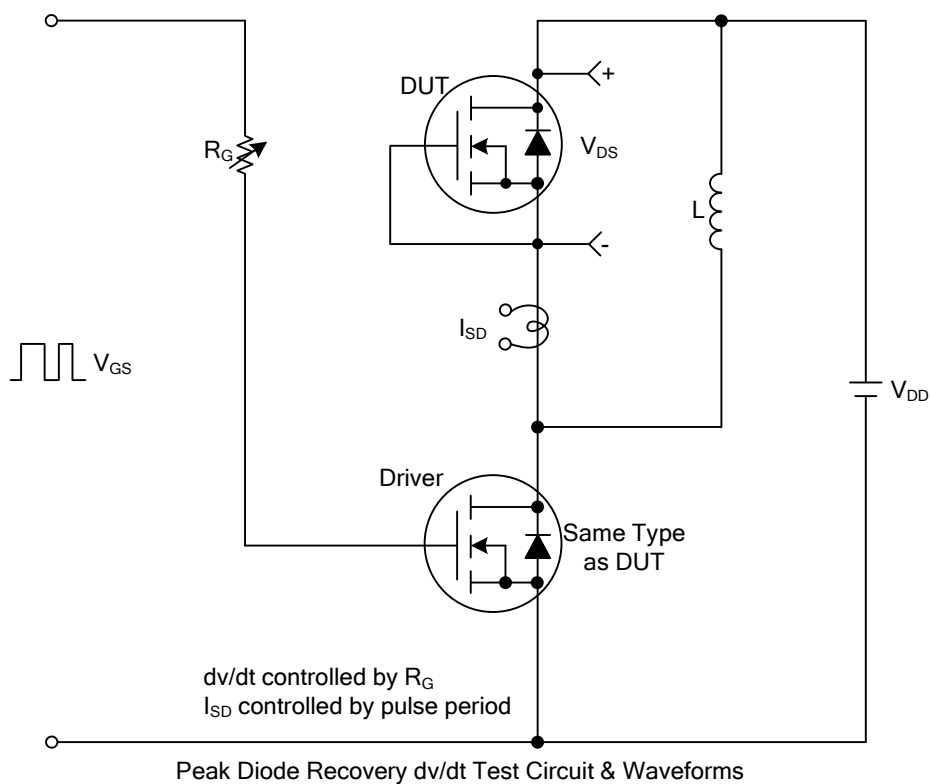 DUT
+
R_G
V_DS
L
-
I_SD
V_GS
V_DD
Driver
Same Type
as DUT
dv/dt controlled by R_G
I_SD controlled by pulse period
Peak Diode Recovery dv/dt Test Circuit & Waveforms